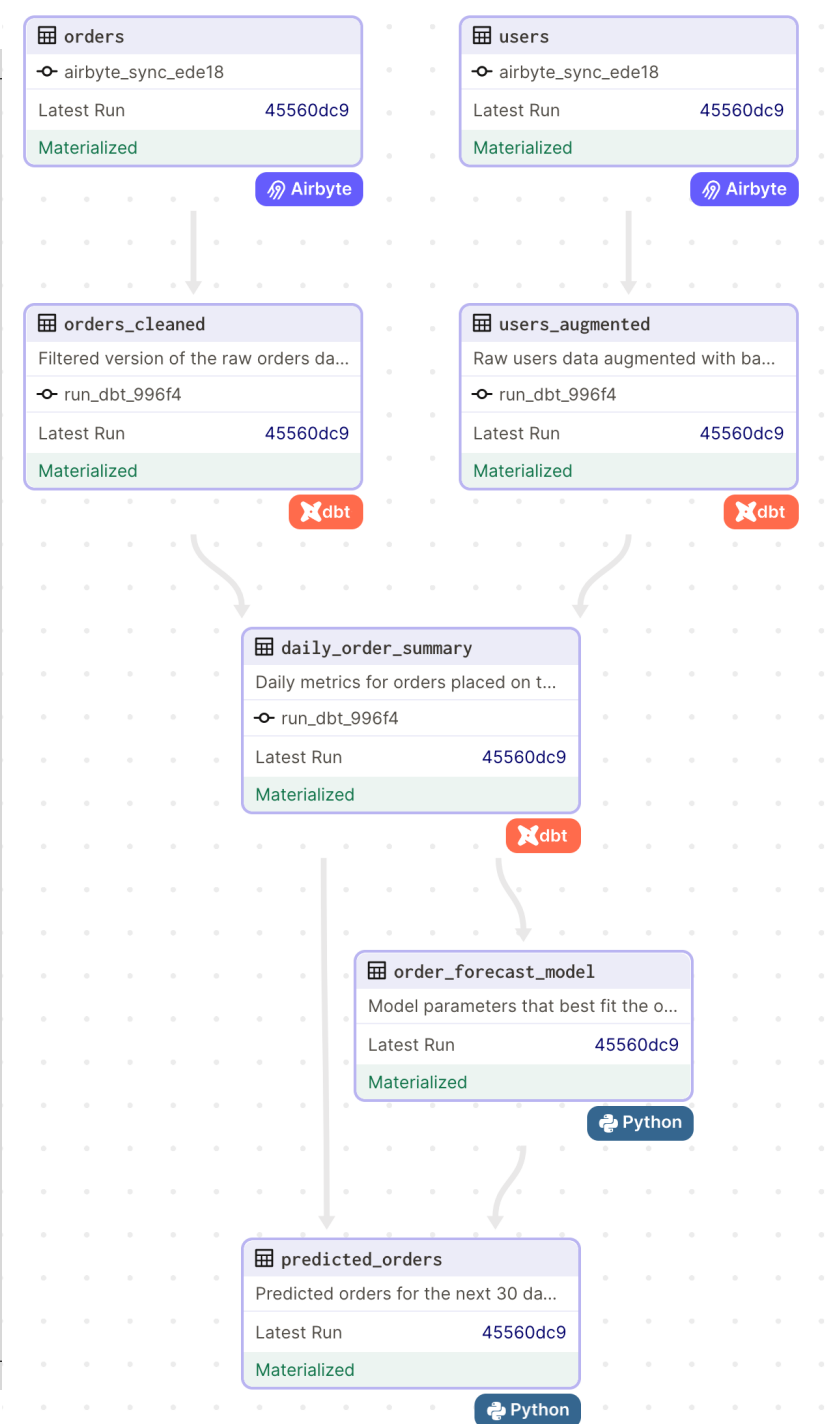 orders
airbyte_sync_ede18
Latest Run 45560dc9
Materialized
Airbyte
users
airbyte_sync_ede18
Latest Run 45560dc9
Materialized
Airbyte
orders_cleaned
Filtered version of the raw orders da...
run_dbt_996f4
Latest Run 45560dc9
Materialized
dbt
users_augmented
Raw users data augmented with ba...
run_dbt_996f4
Latest Run 45560dc9
Materialized
dbt
daily_order_summary
Daily metrics for orders placed on t...
run_dbt_996f4
Latest Run 45560dc9
Materialized
dbt
order_forecast_model
Model parameters that best fit the o...
Latest Run 45560dc9
Materialized
Python
predicted_orders
Predicted orders for the next 30 da...
Latest Run 45560dc9
Materialized
Python